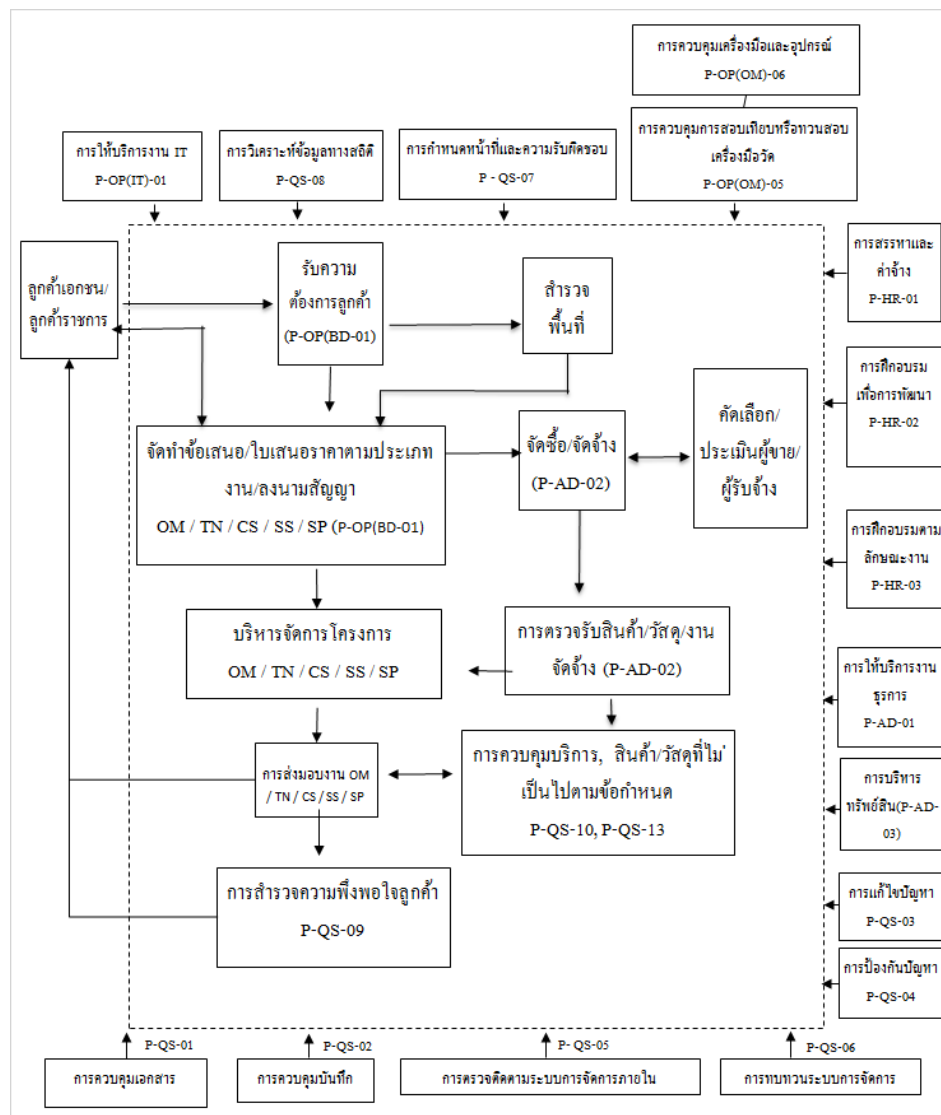 การควบคุมเครื่องมือและอุปกรณ์
P-OP(OM)-06
การให้บริการงาน IT
P-OP(IT)-01
การวิเคราะห์ข้อมูลทางสถิติ
P-QS-08
การกำหนดหน้าที่และความรับผิดชอบ
P - QS-07
การควบคุมการสอบเทียบหรือทวนสอบ
เครื่องมือวัด
P-OP(OM)-05
ลูกค้าเอกชน/
ลูกค้าราชการ
รับความ
ต้องการลูกค้า
(P-OP(BD-01)
สำรวจ
พื้นที่
การสรรหาและ
ค่าจ้าง
P-HR-01
การฝึกอบรม
เพื่อการพัฒนา
P-HR-02
จัดทำข้อเสนอ/ใบเสนอราคาตามประเภท
งาน/ลงนามสัญญา
OM / TN / CS / SS / SP (P-OP(BD-01)
จัดซื้อ/จัดจ้าง
(P-AD-02)
คัดเลือก/
ประเมินผู้ขาย/
ผู้รับจ้าง
การฝึกอบรมตาม
ลักษณะงาน
P-HR-03
บริหารจัดการโครงการ
OM / TN / CS / SS / SP
การตรวจรับสินค้า/วัสดุ/งาน
จัดจ้าง (P-AD-02)
การให้บริการงาน
ธุรการ
P-AD-01
การส่งมอบงาน OM
/ TN / CS / SS / SP
การควบคุมบริการ, สินค้า/วัสดุที่ไม่
เป็นไปตามข้อกำหนด
P-QS-10, P-QS-13
การบริหาร
ทรัพย์สิน(P-AD-
03)
การสำรวจความพึงพอใจลูกค้า
P-QS-09
การแก้ไขปัญหา
P-QS-03
การป้องกันปัญหา
P-QS-04
P-QS-01
การควบคุมเอกสาร
P-QS-02
การควบคุมบันทึก
P- QS-05
การตรวจติดตามระบบการจัดการภายใน
P-QS-06
การทบทวนระบบการจัดการ